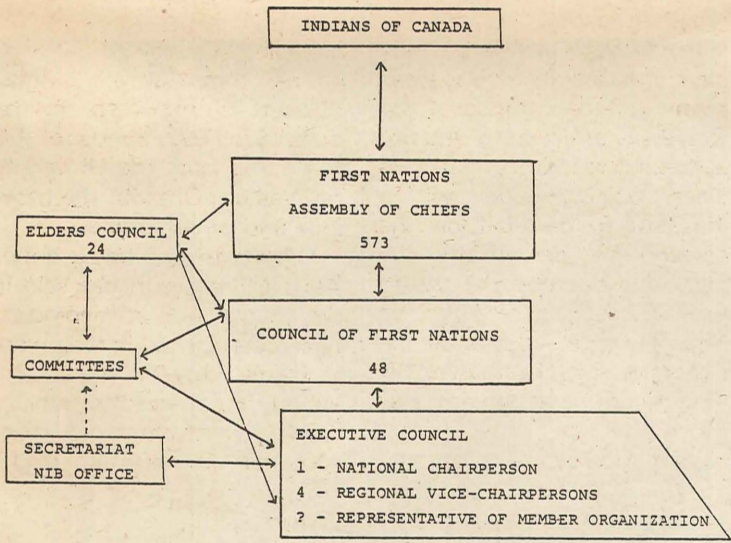 INDIANS OF CANADA
FIRST NATIONS
ASSEMBLY OF CHIEFS
573
ELDERS COUNCIL
24
COUNCIL OF FIRST NATIONS
48
COMMITTEES
SECRETARIAT
NIB OFFICE
EXECUTIVE COUNCIL
1 - NATIONAL CHAIRPERSON
4 - REGIONAL VICE-CHAIRPERSONS
? - REPRESENTATIVE OF MEMBER ORGANIZATION